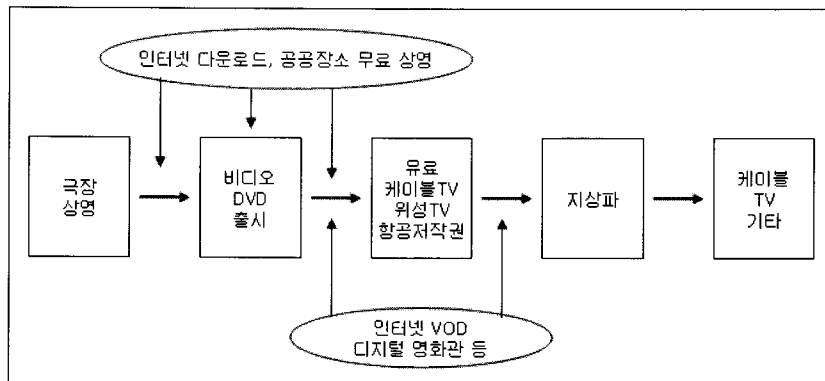 인터넷 다운로드, 공공장소 무료 상영
극장
상영
비디오
DVD
출시
유료
케이블TV
위성TV
항공저작권
지상파
케이블
TV
기타
인터넷 VOD
디지털 영화관 등